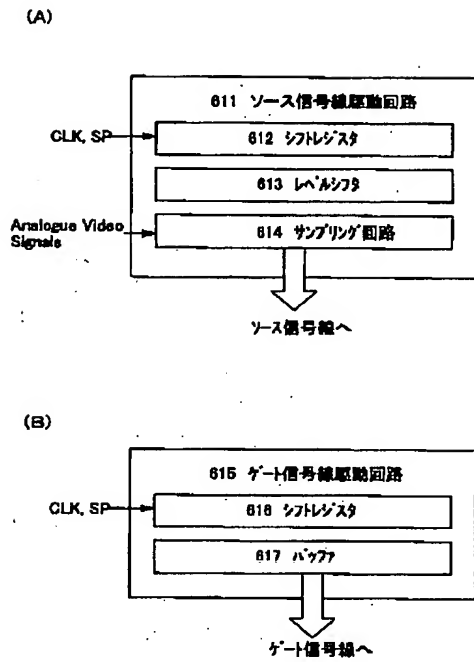 (A)
611 ソース信号線駆動回路
CLK, SP
612 シフトレジスタ
613 レベルシフタ
Analogue Video
Signals
614 サンプリング回路
ソース信号線へ
(B)
615 ゲート信号線駆動回路
CLK, SP
616 シフトレジスタ
617 バッファ
ゲート信号線へ